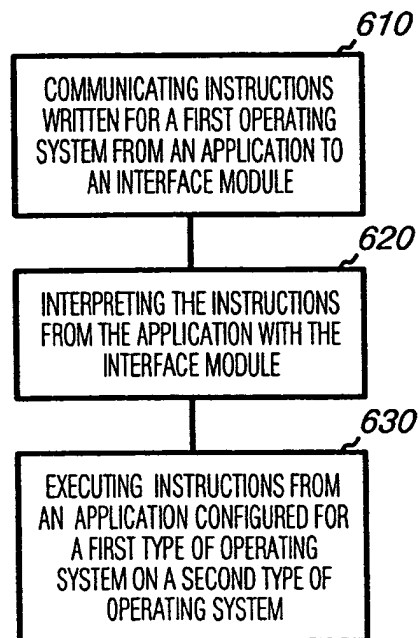 610
COMMUNICATING INSTRUCTIONS
WRITTEN FOR A FIRST OPERATING
SYSTEM FROM AN APPLICATION TO
AN INTERFACE MODULE
620
INTERPRETING THE INSTRUCTIONS
FROM THE APPLICATION WITH THE
INTERFACE MODULE
630
EXECUTING INSTRUCTIONS FROM
AN APPLICATION CONFIGURED FOR
A FIRST TYPE OF OPERATING
SYSTEM ON A SECOND TYPE OF
OPERATING SYSTEM